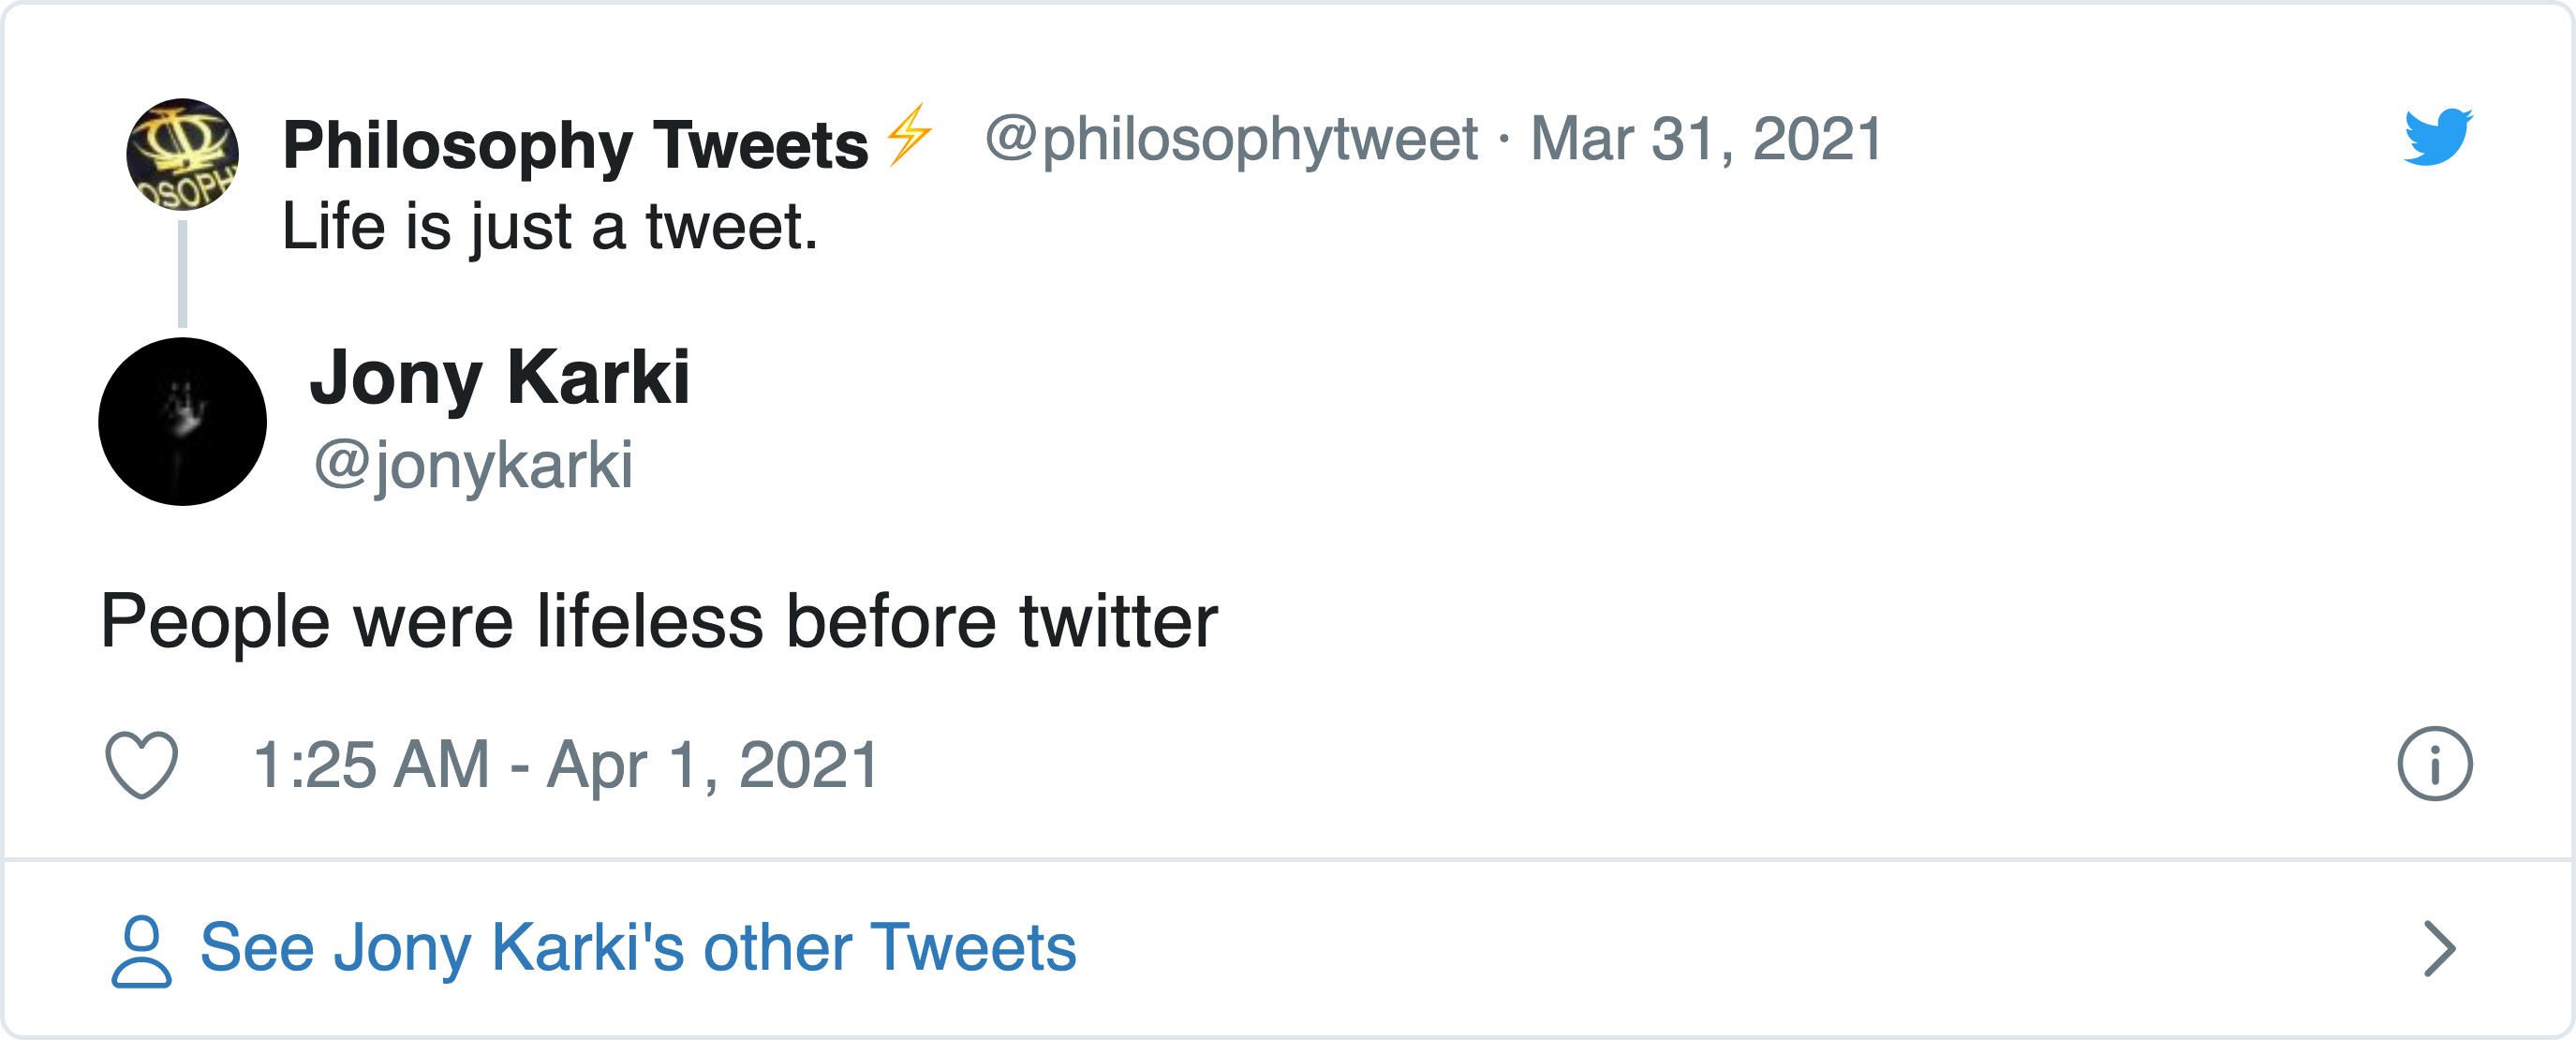 Philosophy Tweets⚡ @philosophytweet · Mar 31, 2021
Life is just a tweet.
Jony Karki
@jonykarki
People were lifeless before twitter
1:25 AM - Apr 1, 2021
See Jony Karki's other Tweets